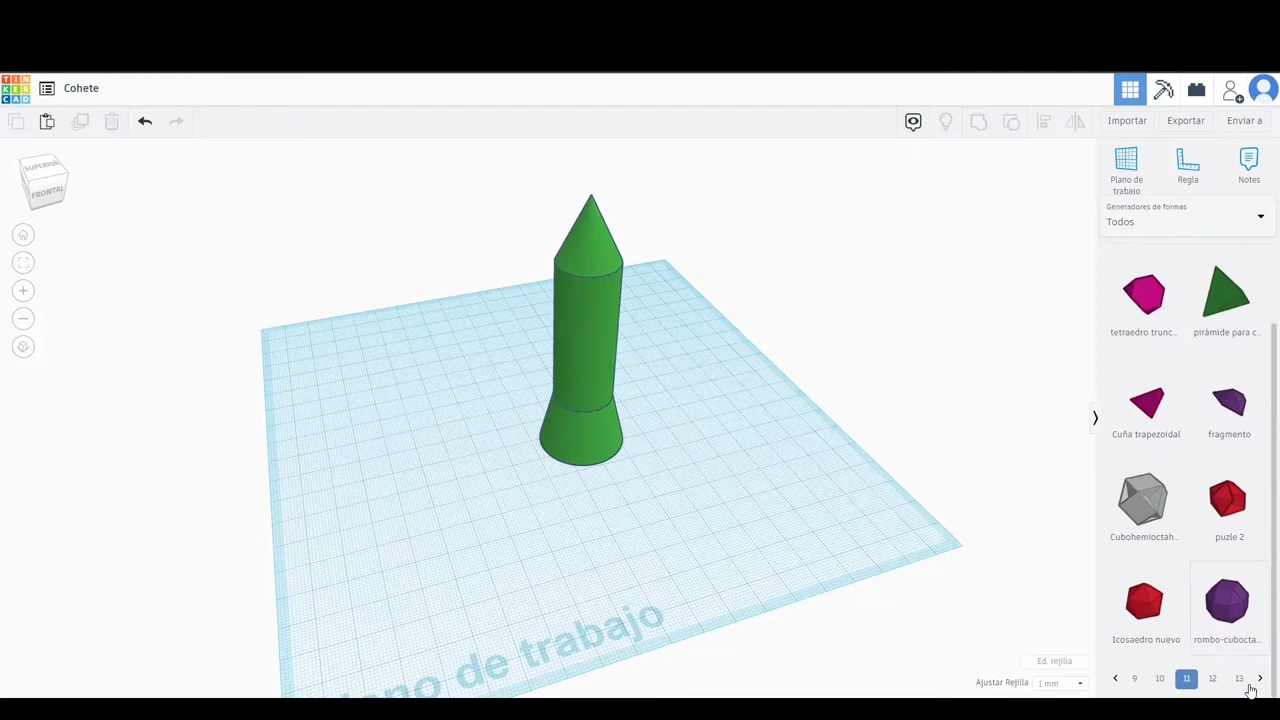 TIN
KER
CAD
Cohete
Importar
Exportar
Enviar a
SUPERIOR
FRONTAL
Plano de
trabajo
Regla
Notes
Generadores de formas
Todos
tetraedro trunc...
pirámide para c...
Cuña trapezoidal
fragmento
Cubohemioctah...
puzle 2
Icosaedro nuevo
rombo-cubocta...
plano de trabajo
Ed. rejilla
Ajustar Rejilla
1 mm
9
10
11
12
13